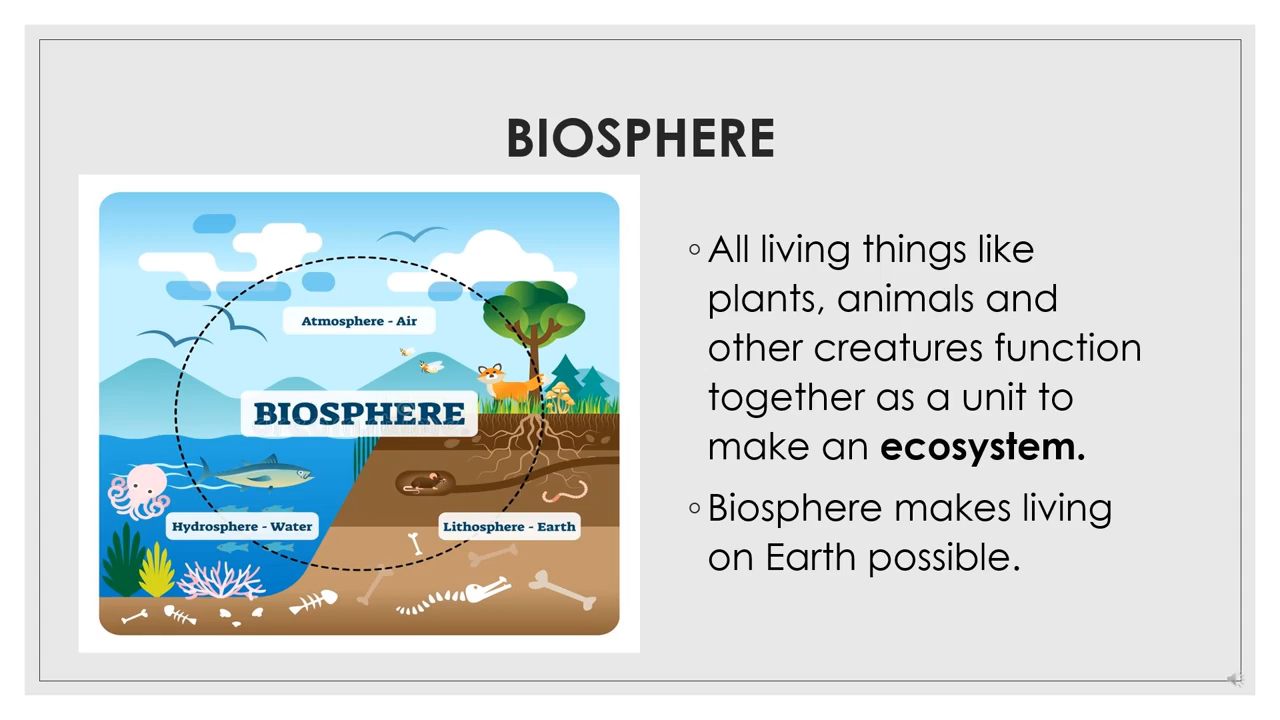 BIOSPHERE
Atmosphere - Air
BIOSPHERE
Hydrosphere - Water
Lithosphere - Earth
◦ All living things like
plants, animals and
other creatures function
together as a unit to
make an ecosystem.
◦ Biosphere makes living
on Earth possible.